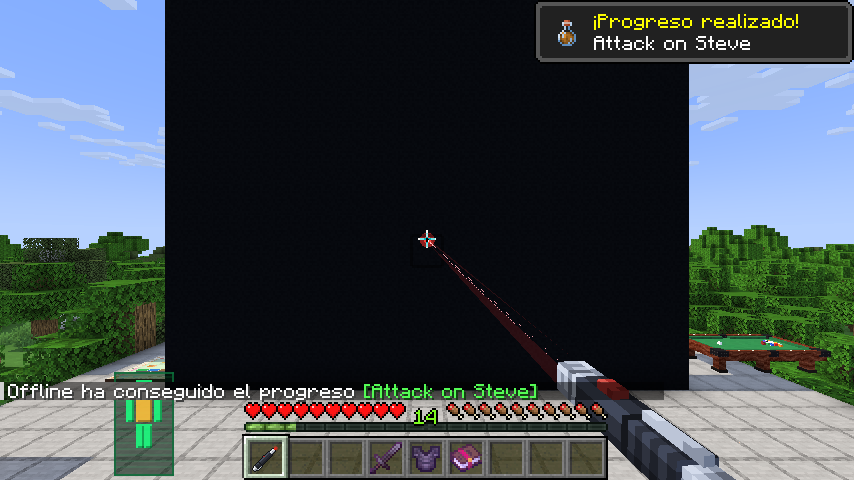 ¡Progreso realizado!
Attack on Steve
Offline ha conseguido el progreso [Attack on Steve]
14